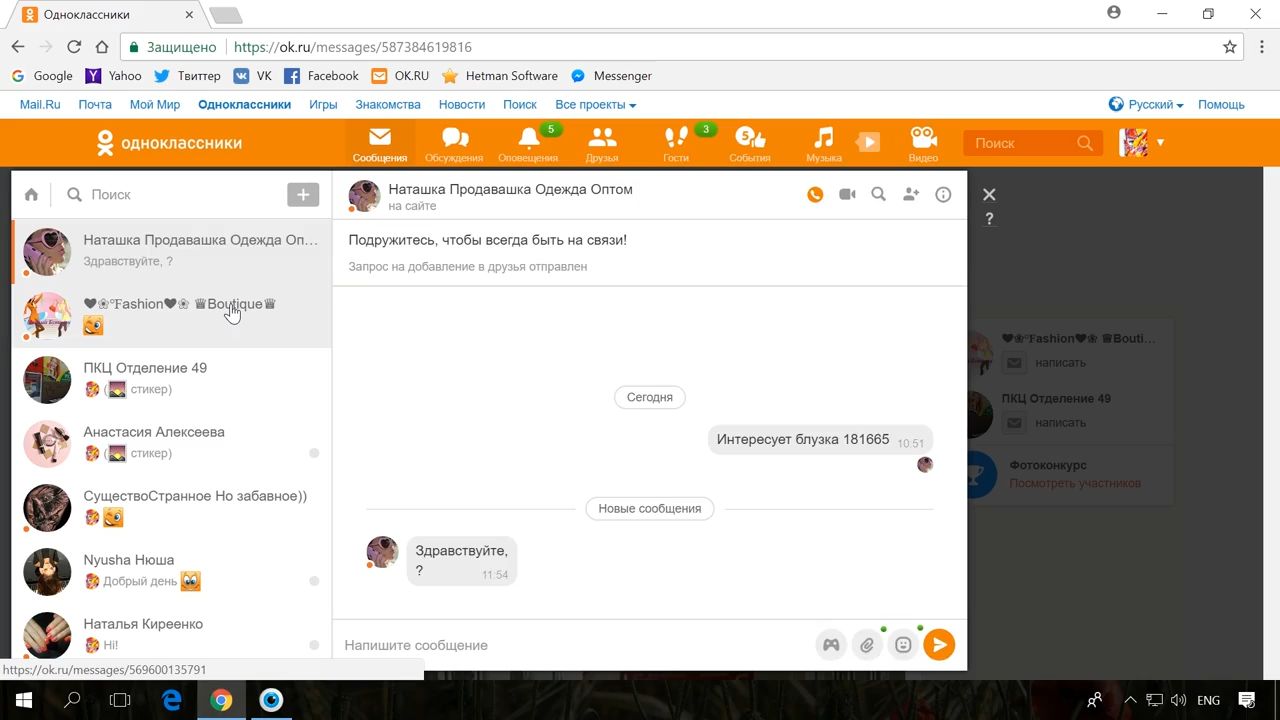 Одноклассники
Защищено https://ok.ru/messages/587384619816
Google Yahoo Твиттер VK Facebook OK.RU Hetman Software Messenger
Mail.Ru Почта Мой Мир Одноклассники Игры Знакомства Новости Поиск Все проекты Русский Помощь
одноклассники
Сообщения
Обсуждения
5
Оповещения
Друзья
3
Гости
5
События
Музыка
Видео
Поиск
Поиск
Наташка Продавашка Одежда Оп...
Здравствуйте, ?
♥❀ºFashion♥❀ ♕Boutique♕
ПКЦ Отделение 49
( стикер)
Анастасия Алексеева
( стикер)
СуществоСтранное Но забавное))
Nyusha Нюша
Добрый день
Наталья Киреенко
Hi!
Наташка Продавашка Одежда Оптом
на сайте
Подружитесь, чтобы всегда быть на связи!
Запрос на добавление в друзья отправлен
Сегодня
Интересует блузка 181665 10:51
Новые сообщения
Здравствуйте,
? 11:54
Напишите сообщение
?
♥❀ºFashion♥❀ ♕Bouti...
написать
ПКЦ Отделение 49
написать
Фотоконкурс
Посмотреть участников
https://ok.ru/messages/569600135791
ENG